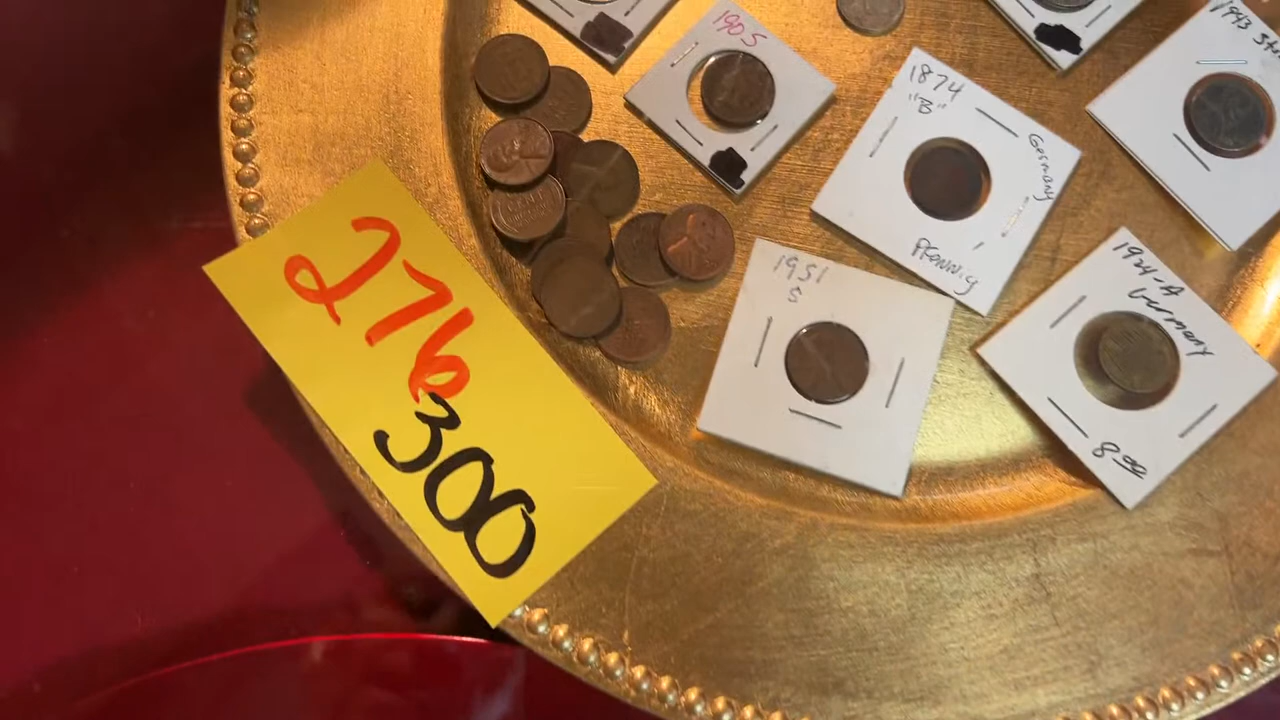 1905
1943 St
1874
"B"
Germany
Pfennig
1951
S
1924-A
Germany
8.00
276
300